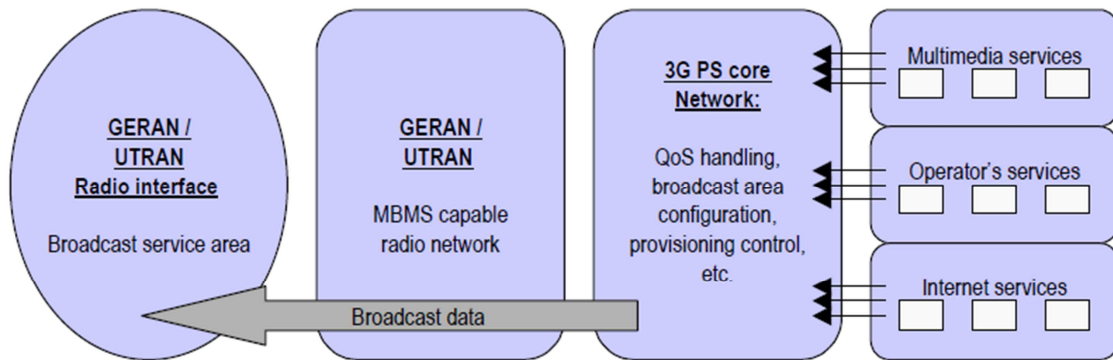 GERAN /
UTRAN
Radio interface
Broadcast service area
GERAN /
UTRAN
MBMS capable
radio network
3G PS core
Network:
QoS handling,
broadcast area
configuration,
provisioning control,
etc.
Multimedia services
Operator's services
Internet services
Broadcast data